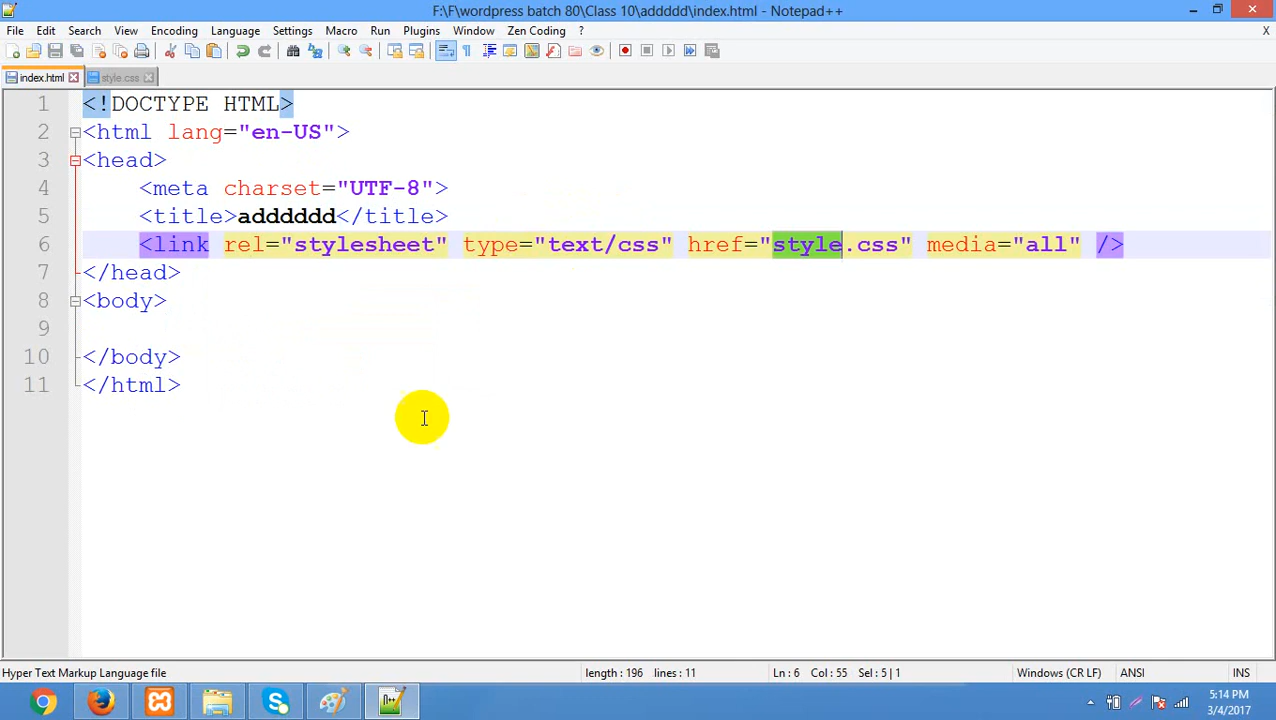 F:\F\wordpress batch 80\Class 10\adddddd\index.html - Notepad++
File Edit Search View Encoding Language Settings Macro Run Plugins Window Zen Coding ? X
index.html style.css
1 <!DOCTYPE HTML>
2 <html lang="en-US">
3 <head>
4 <meta charset="UTF-8">
5 <title>addddddd</title>
6 <link rel="stylesheet" type="text/css" href="style.css" media="all" />
7 </head>
8 <body>
9
10 </body>
11 </html>
Hyper Text Markup Language file length : 196 lines : 11 Ln : 6 Col : 55 Sel : 5 | 1 Windows (CR LF) ANSI INS
5:14 PM
3/4/2017